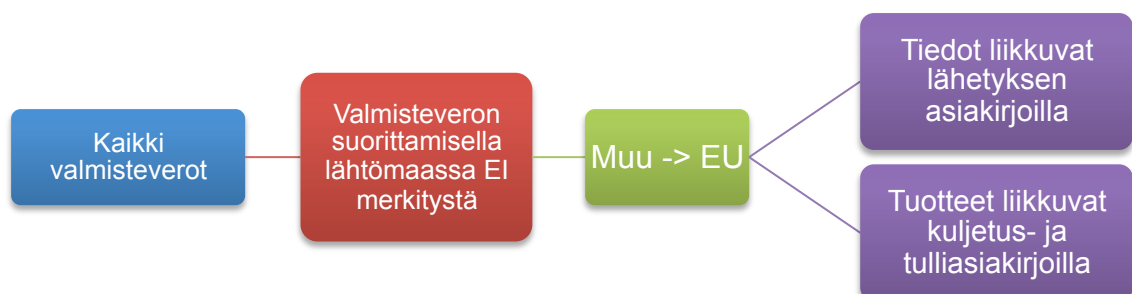 Kaikki
valmisteverot
Valmisteveron
suorittamisella
lähtömaassa EI
merkitystä
Muu -> EU
Tiedot liikkuvat
lähetyksen
asiakirjoilla
Tuotteet liikkuvat
kuljetus- ja
tulliasiakirjoilla